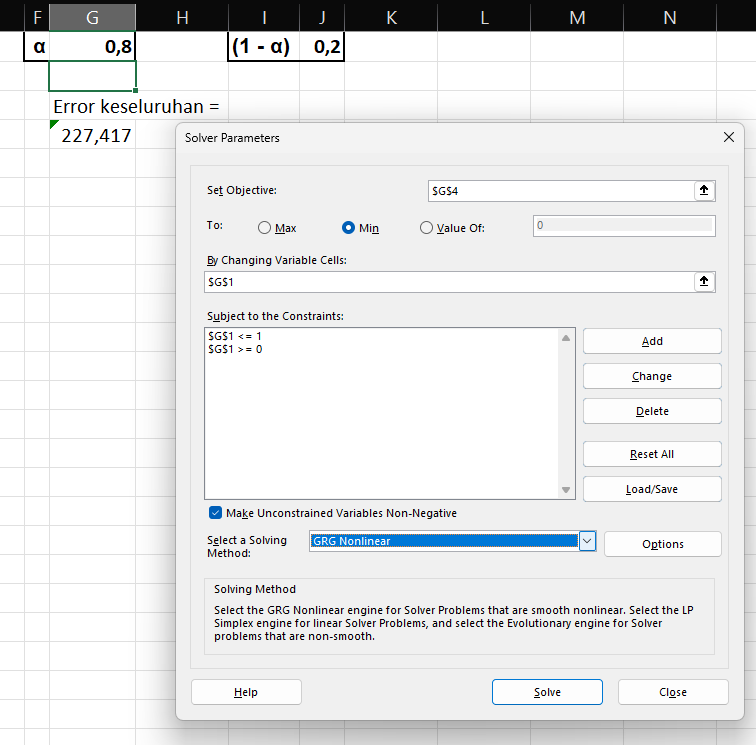 F G H I J K L M N
α 0,8 (1 - α) 0,2
Error keseluruhan =
227,417
Solver Parameters
Set Objective: $G$4
To: Max Min Value Of: 0
By Changing Variable Cells:
$G$1
Subject to the Constraints:
$G$1 <= 1
$G$1 >= 0
Add
Change
Delete
Reset All
Load/Save
Make Unconstrained Variables Non-Negative
Select a Solving
Method:
GRG Nonlinear
Options
Solving Method
Select the GRG Nonlinear engine for Solver Problems that are smooth nonlinear. Select the LP
Simplex engine for linear Solver Problems, and select the Evolutionary engine for Solver
problems that are non-smooth.
Help Solve Close